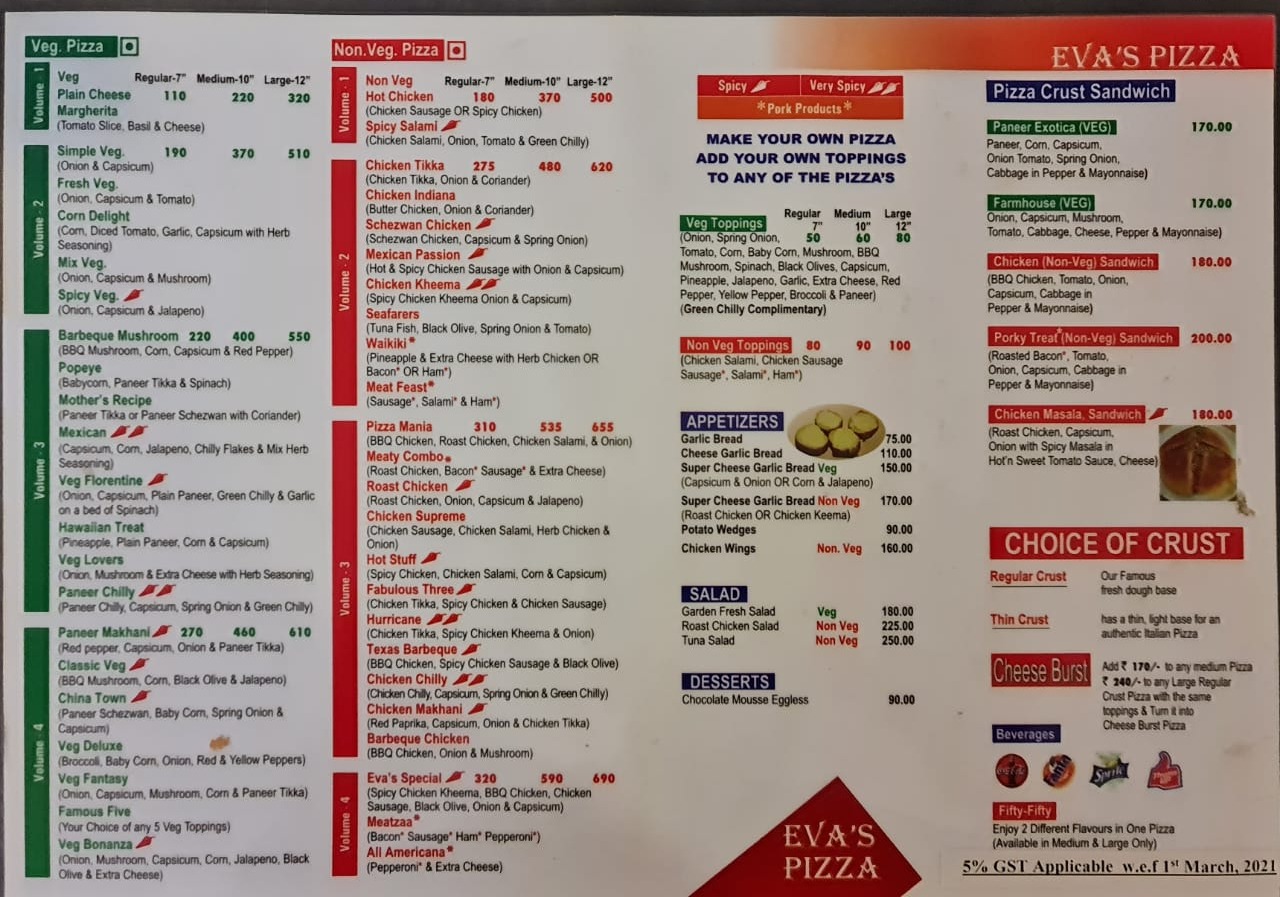 Veg. Pizza
Volume - 1
Veg Regular-7" Medium-10" Large-12"
Plain Cheese 110 220 320
Margherita
(Tomato Slice, Basil & Cheese)
Volume - 2
Simple Veg. 190 370 510
(Onion & Capsicum)
Fresh Veg.
(Onion, Capsicum & Tomato)
Corn Delight
(Corn, Diced Tomato, Garlic, Capsicum with Herb
Seasoning)
Mix Veg.
(Onion, Capsicum & Mushroom)
Spicy Veg.
(Onion, Capsicum & Jalapeno)
Volume - 3
Barbeque Mushroom 220 400 550
(BBQ Mushroom, Corn, Capsicum & Red Pepper)
Popeye
(Babycorn, Paneer Tikka & Spinach)
Mother's Recipe
(Paneer Tikka or Paneer Schezwan with Coriander)
Mexican
(Capsicum, Corn, Jalapeno, Chilly Flakes & Mix Herb
Seasoning)
Veg Florentine
(Onion, Capsicum, Plain Paneer, Green Chilly & Garlic
on a bed of Spinach)
Hawaiian Treat
(Pineapple, Plain Paneer, Corn & Capsicum)
Veg Lovers
(Onion, Mushroom & Extra Cheese with Herb Seasoning)
Paneer Chilly
(Paneer Chilly, Capsicum, Spring Onion & Green Chilly)
Volume - 4
Paneer Makhani 270 460 610
(Red pepper, Capsicum, Onion & Paneer Tikka)
Classic Veg
(BBQ Mushroom, Corn, Black Olive & Jalapeno)
China Town
(Paneer Schezwan, Baby Corn, Spring Onion &
Capsicum)
Veg Deluxe
(Broccoli, Baby Corn, Onion, Red & Yellow Peppers)
Veg Fantasy
(Onion, Capsicum, Mushroom, Corn & Paneer Tikka)
Famous Five
(Your Choice of any 5 Veg Toppings)
Veg Bonanza
(Onion, Mushroom, Capsicum, Corn, Jalapeno, Black
Olive & Extra Cheese)
Non.Veg. Pizza
Volume - 1
Non Veg Regular-7" Medium-10" Large-12"
Hot Chicken 180 370 500
(Chicken Sausage OR Spicy Chicken)
Spicy Salami
(Chicken Salami, Onion, Tomato & Green Chilly)
Volume - 2
Chicken Tikka 275 480 620
(Chicken Tikka, Onion & Coriander)
Chicken Indiana
(Butter Chicken, Onion & Coriander)
Schezwan Chicken
(Schezwan Chicken, Capsicum & Spring Onion)
Mexican Passion
(Hot & Spicy Chicken Sausage with Onion & Capsicum)
Chicken Kheema
(Spicy Chicken Kheema Onion & Capsicum)
Seafarers
(Tuna Fish, Black Olive, Spring Onion & Tomato)
Waikiki*
(Pineapple & Extra Cheese with Herb Chicken OR
Bacon* OR Ham*)
Meat Feast*
(Sausage*, Salami* & Ham*)
Volume - 3
Pizza Mania 310 535 655
(BBQ Chicken, Roast Chicken, Chicken Salami, & Onion)
Meaty Combo*
(Roast Chicken, Bacon* Sausage* & Extra Cheese)
Roast Chicken
(Roast Chicken, Onion, Capsicum & Jalapeno)
Chicken Supreme
(Chicken Sausage, Chicken Salami, Herb Chicken &
Onion)
Hot Stuff
(Spicy Chicken, Chicken Salami, Corn & Capsicum)
Fabulous Three
(Chicken Tikka, Spicy Chicken & Chicken Sausage)
Hurricane
(Chicken Tikka, Spicy Chicken Kheema & Onion)
Texas Barbeque
(BBQ Chicken, Spicy Chicken Sausage & Black Olive)
Chicken Chilly
(Chicken Chilly, Capsicum, Spring Onion & Green Chilly)
Chicken Makhani
(Red Paprika, Capsicum, Onion & Chicken Tikka)
Barbeque Chicken
(BBQ Chicken, Onion & Mushroom)
Volume - 4
Eva's Special 320 590 690
(Spicy Chicken Kheema, BBQ Chicken, Chicken
Sausage, Black Olive, Onion & Capsicum)
Meatzaa*
(Bacon* Sausage* Ham* Pepperoni*)
All Americana*
(Pepperoni* & Extra Cheese)
Spicy Very Spicy
*Pork Products*
MAKE YOUR OWN PIZZA
ADD YOUR OWN TOPPINGS
TO ANY OF THE PIZZA'S
Regular Medium Large
Veg Toppings 7" 10" 12"
(Onion, Spring Onion, 50 60 80
Tomato, Corn, Baby Corn, Mushroom, BBQ
Mushroom, Spinach, Black Olives, Capsicum,
Pineapple, Jalapeno, Garlic, Extra Cheese, Red
Pepper, Yellow Pepper, Broccoli & Paneer)
(Green Chilly Complimentary)
Non Veg Toppings 80 90 100
(Chicken Salami, Chicken Sausage
Sausage*, Salami*, Ham*)
APPETIZERS
Garlic Bread 75.00
Cheese Garlic Bread 110.00
Super Cheese Garlic Bread Veg 150.00
(Capsicum & Onion OR Corn & Jalapeno)
Super Cheese Garlic Bread Non Veg 170.00
(Roast Chicken OR Chicken Keema)
Potato Wedges 90.00
Chicken Wings Non. Veg 160.00
SALAD
Garden Fresh Salad Veg 180.00
Roast Chicken Salad Non Veg 225.00
Tuna Salad Non Veg 250.00
DESSERTS
Chocolate Mousse Eggless 90.00
EVA'S
PIZZA
EVA'S PIZZA
Pizza Crust Sandwich
Paneer Exotica (VEG) 170.00
Paneer, Corn, Capsicum,
Onion Tomato, Spring Onion,
Cabbage in Pepper & Mayonnaise)
Farmhouse (VEG) 170.00
Onion, Capsicum, Mushroom,
Tomato, Cabbage, Cheese, Pepper & Mayonnaise)
Chicken (Non-Veg) Sandwich 180.00
(BBQ Chicken, Tomato, Onion,
Capsicum, Cabbage in
Pepper & Mayonnaise)
Porky Treat*(Non-Veg) Sandwich 200.00
(Roasted Bacon*, Tomato,
Onion, Capsicum, Cabbage in
Pepper & Mayonnaise)
Chicken Masala, Sandwich 180.00
(Roast Chicken, Capsicum,
Onion with Spicy Masala in
Hot'n Sweet Tomato Sauce, Cheese)
CHOICE OF CRUST
Regular Crust Our Famous
fresh dough base
Thin Crust has a thin, light base for an
authentic Italian Pizza
Cheese Burst Add ₹ 170/- to any medium Pizza
₹ 240/- to any Large Regular
Crust Pizza with the same
toppings & Turn it into
Cheese Burst Pizza
Beverages
Coca-Cola Fanta Sprite Thums Up
Fifty-Fifty
Enjoy 2 Different Flavours in One Pizza
(Available in Medium & Large Only)
5% GST Applicable w.e.f 1st March, 2021